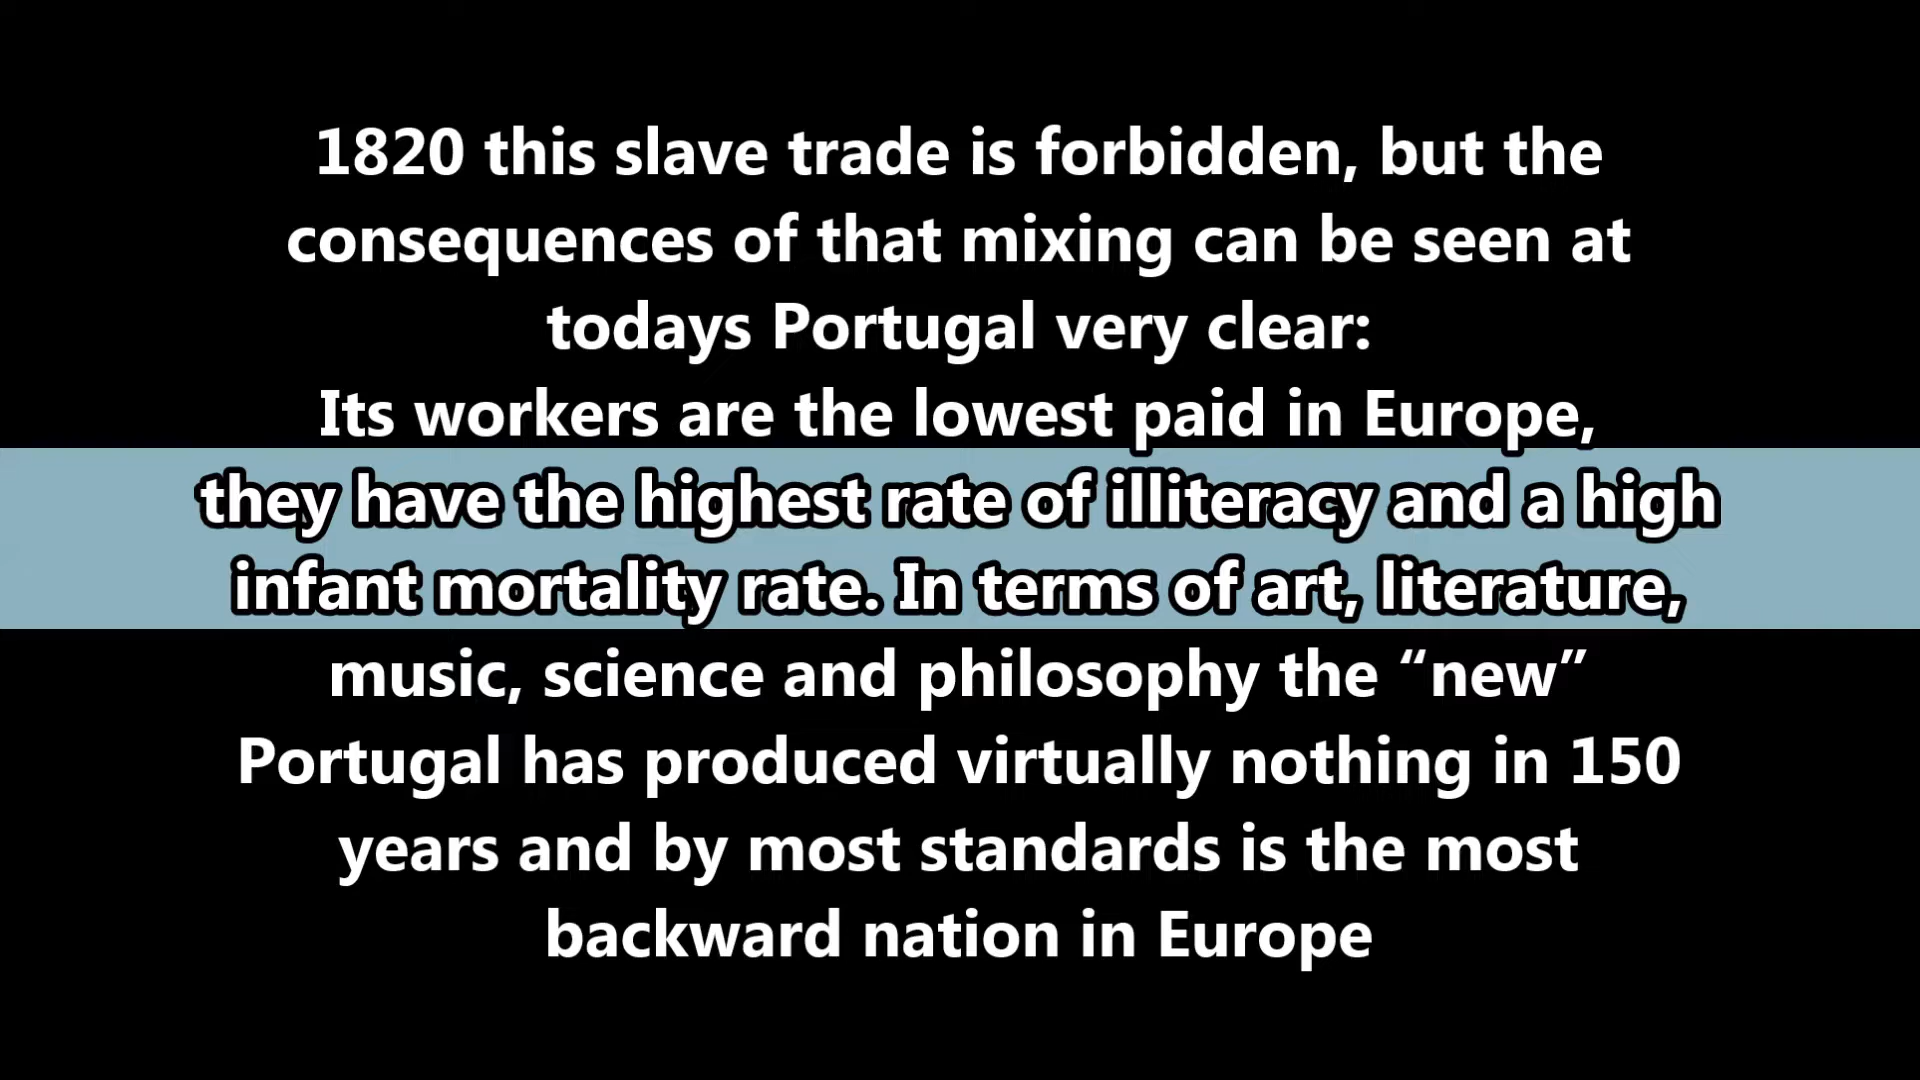 1820 this slave trade is forbidden, but the
consequences of that mixing can be seen at
todays Portugal very clear:
Its workers are the lowest paid in Europe,
they have the highest rate of illiteracy and a high
infant mortality rate. In terms of art, literature,
music, science and philosophy the “new”
Portugal has produced virtually nothing in 150
years and by most standards is the most
backward nation in Europe